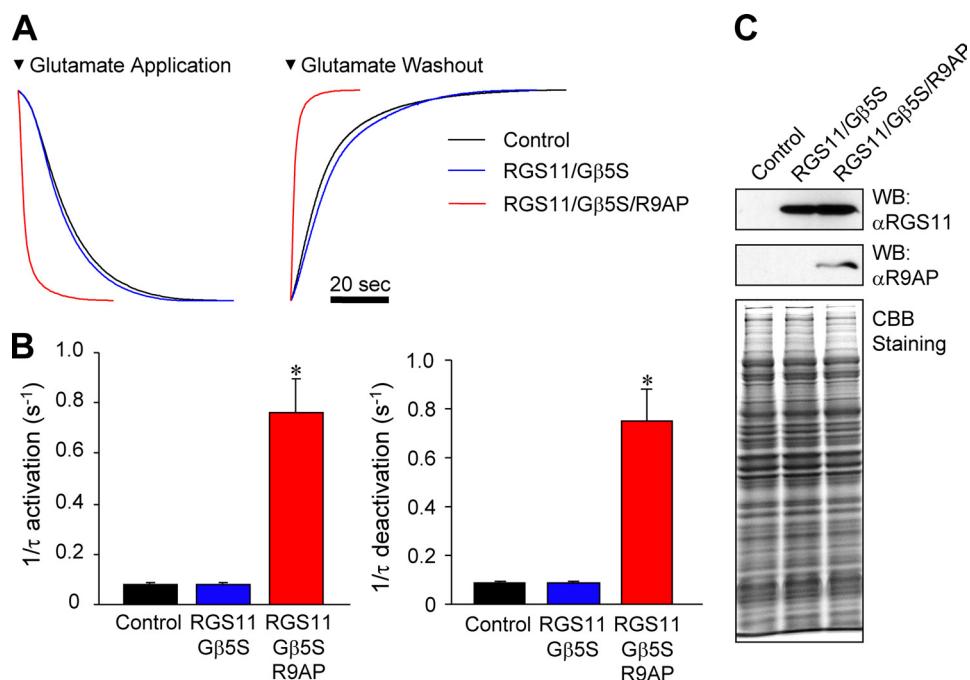 A
▼ Glutamate Application
▼ Glutamate Washout
Control
RGS11/Gβ5S
RGS11/Gβ5S/R9AP
20 sec
B
1/τ activation (s⁻¹)
1.0
0.8
0.6
0.4
0.2
0
*
Control
RGS11
Gβ5S
RGS11
Gβ5S
R9AP
1/τ deactivation (s⁻¹)
1.0
0.8
0.6
0.4
0.2
0
*
Control
RGS11
Gβ5S
RGS11
Gβ5S
R9AP
C
Control
RGS11/Gβ5S
RGS11/Gβ5S/R9AP
WB:
αRGS11
WB:
αR9AP
CBB
Staining